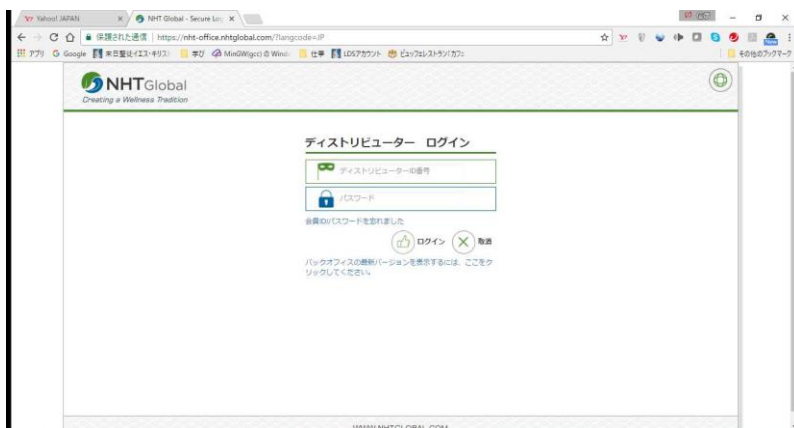 Yahoo! JAPAN
NHT Global - Secure Log
保護された通信 | https://nht-office.nhtglobal.com/?langcode=JP
アプリ Google 学び 仕事 LDSアカウント その他のブックマーク
NHTGlobal
Creating a Wellness Tradition
ディストリビューター ログイン
ディストリビューターID番号
パスワード
会員のパスワードを忘れました
ログイン 取消
バックオフィスの最新バージョンを表示するには、ここをク
リックしてください。
WWW.NHTGLOBAL.COM